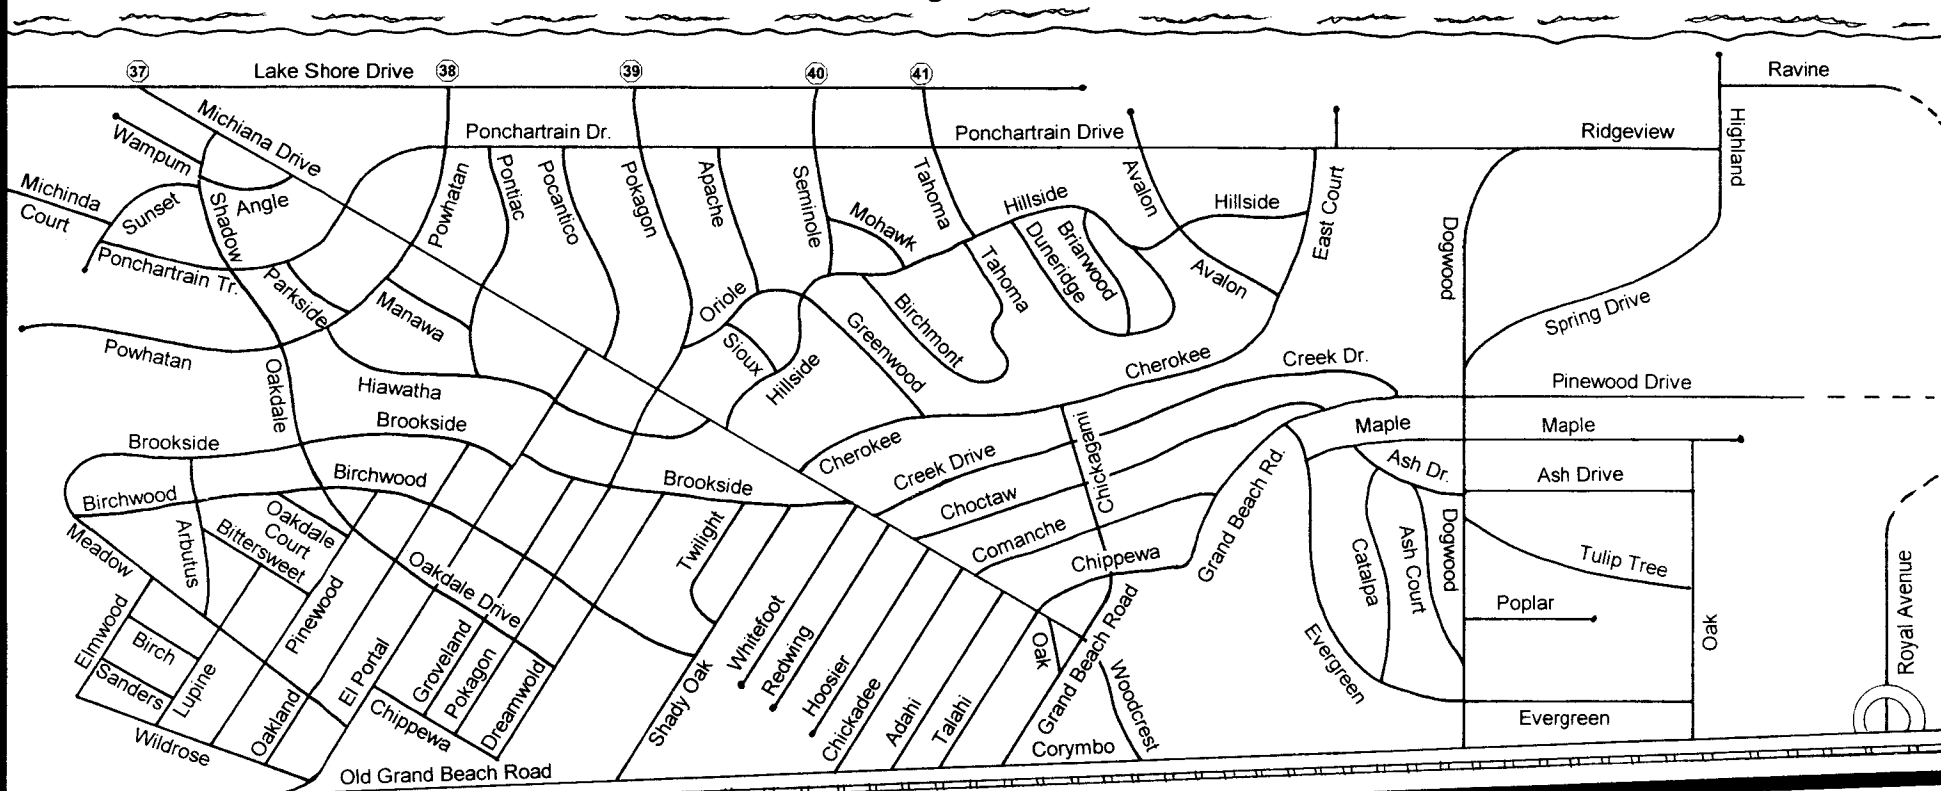 37
Lake Shore Drive
38
39
40
41
Ravine
Michiana Drive
Wampum
Ponchartrain Dr.
Ponchartrain Drive
Ridgeview
Highland
Michinda
Court
Sunset
Angle
Shadow
Powhatan
Pontiac
Pocantico
Pokagon
Apache
Seminole
Mohawk
Tahoma
Hillside
Avalon
Hillside
East Court
Dogwood
Ponchartrain Tr.
Parkside
Manawa
Oriole
Birchmont
Tahoma
Duneridge
Briarwood
Avalon
Spring Drive
Powhatan
Oakdale
Hiawatha
Sioux
Hillside
Greenwood
Cherokee
Creek Dr.
Pinewood Drive
Brookside
Brookside
Cherokee
Chickagami
Maple
Maple
Birchwood
Birchwood
Brookside
Creek Drive
Ash Dr.
Ash Drive
Meadow
Arbutus
Oakdale
Court
Bittersweet
Twilight
Choctaw
Comanche
Chippewa
Grand Beach Rd.
Catalpa
Ash Court
Dogwood
Tulip Tree
Poplar
Oak
Royal Avenue
Elmwood
Birch
Sanders
Lupine
Pinewood
Oakdale Drive
El Portal
Groveland
Pokagon
Dreamwold
Chippewa
Oakland
Wildrose
Shady Oak
Whitefoot
Redwing
Hoosier
Chickadee
Adahi
Talahi
Oak
Grand Beach Road
Woodcrest
Evergreen
Evergreen
Corymbo
Old Grand Beach Road